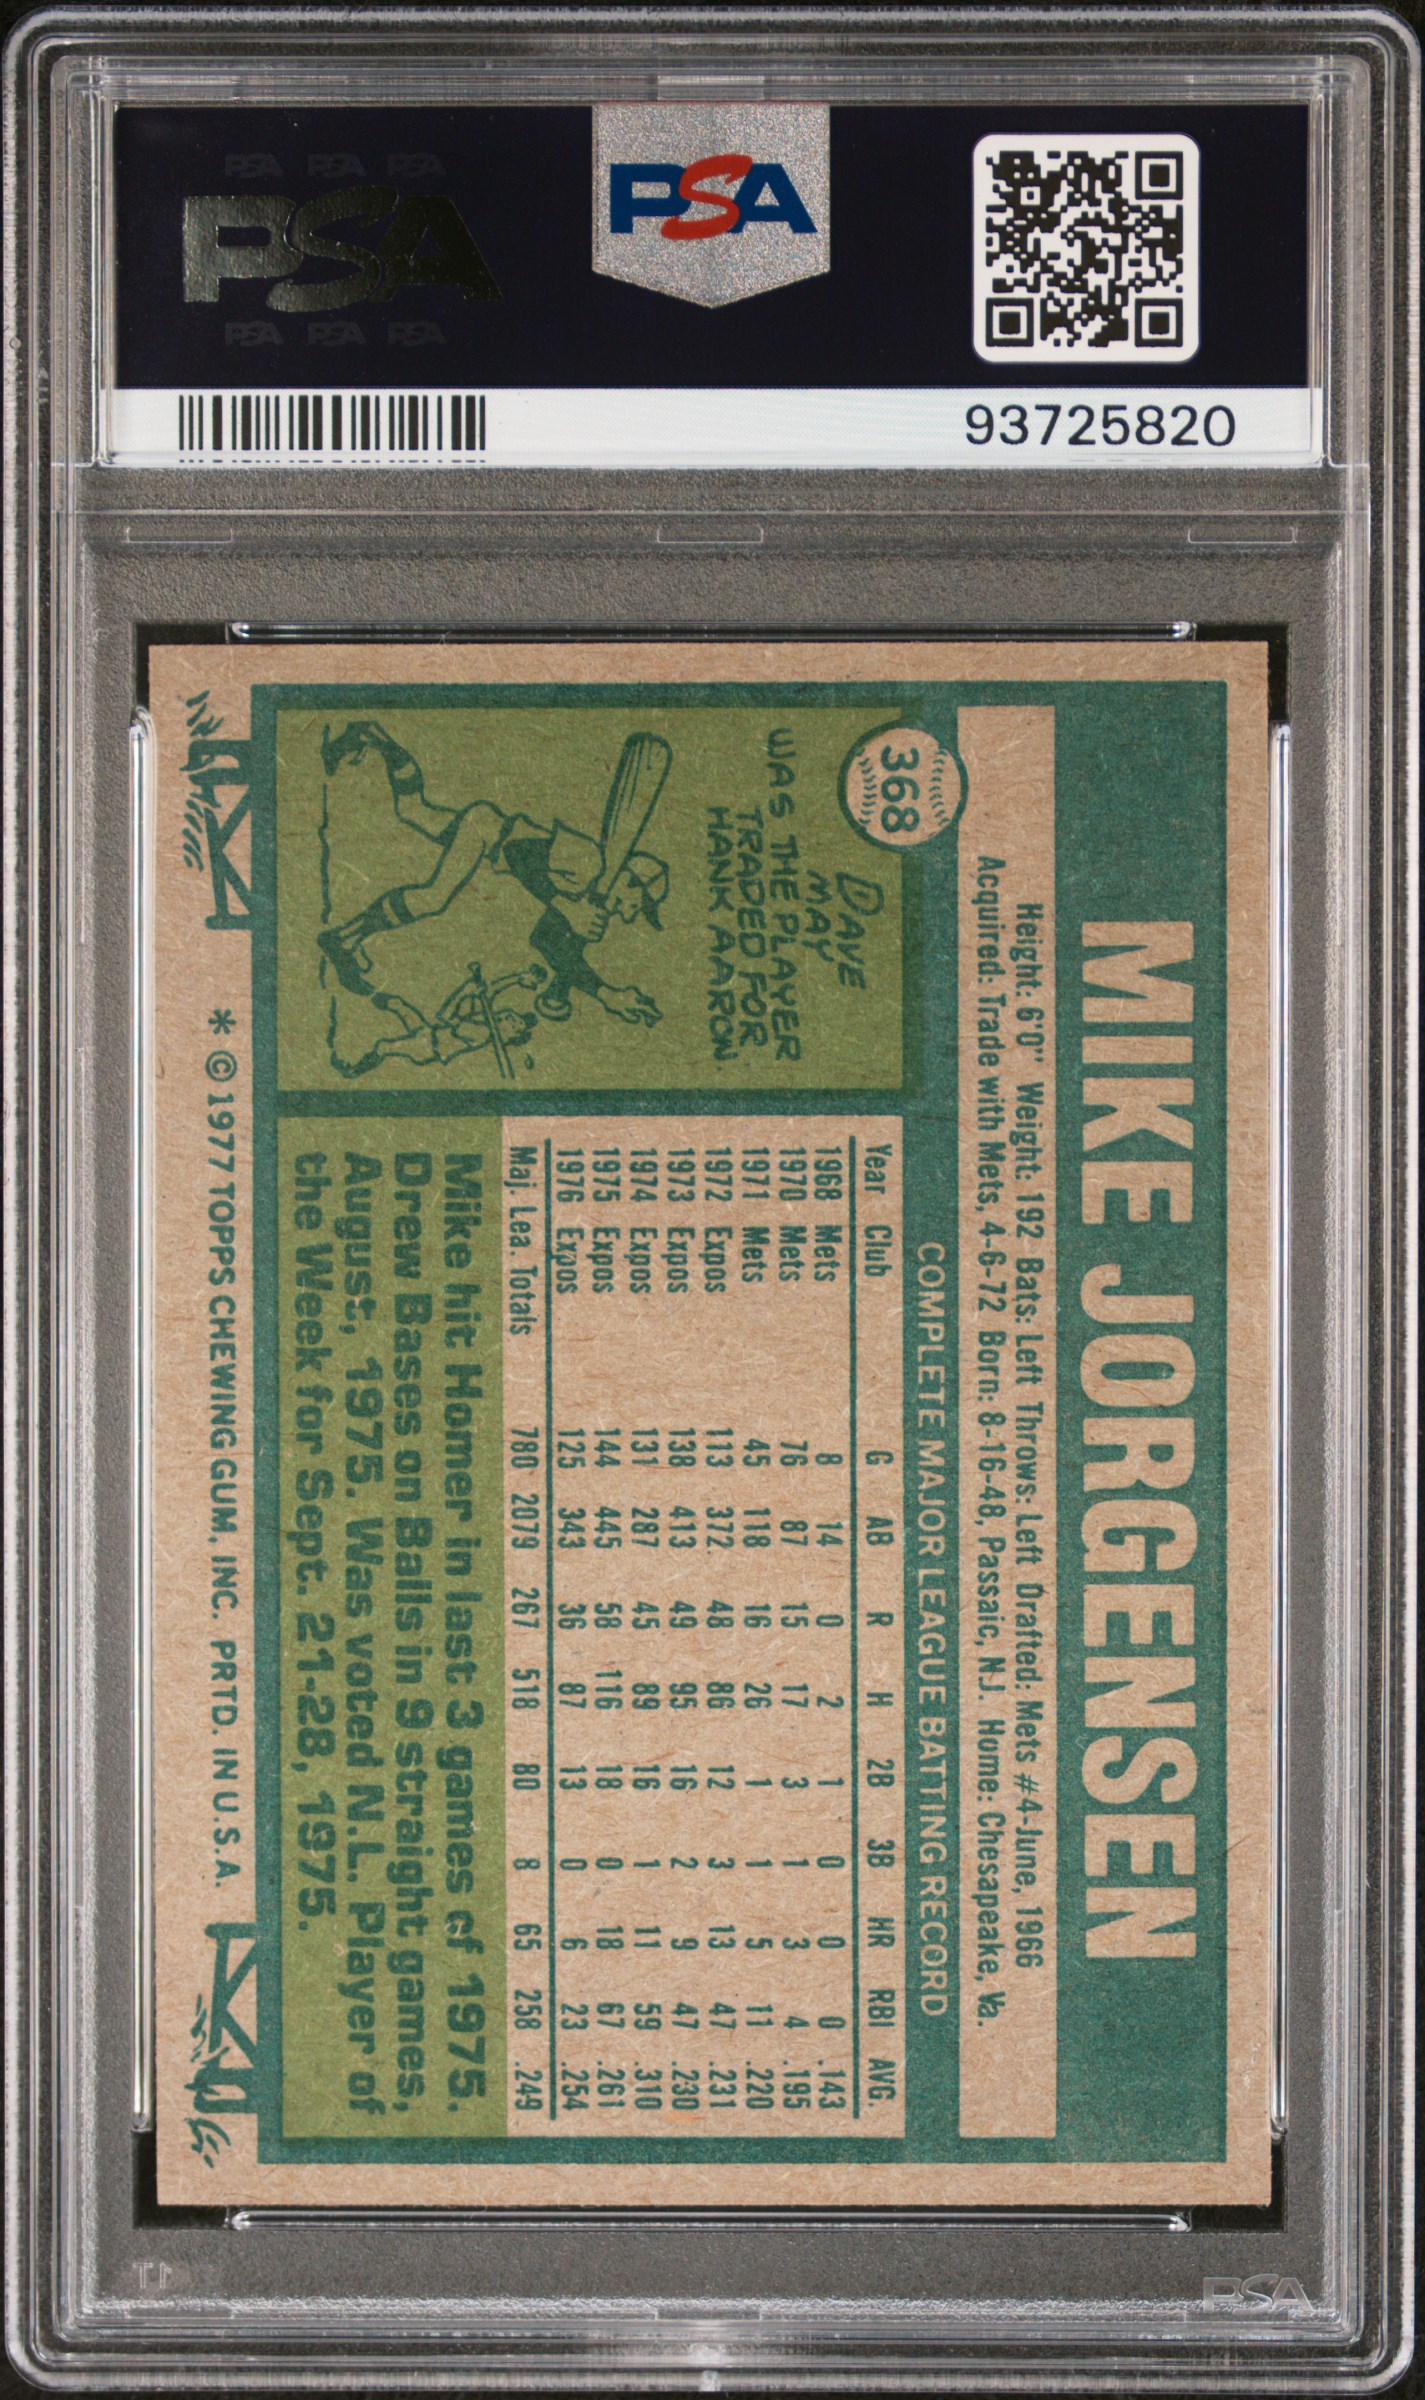 PSA PSA PSA
PSA
PSA PSA PSA
PSA
93725820
MIKE JORGENSEN
Height: 6'0" Weight: 192 Bats: Left Throws: Left Drafted: Mets #4-June, 1966
Acquired: Trade with Mets, 4-6-72 Born: 8-16-48, Passaic, N.J. Home: Chesapeake, Va.
368
DAVE
MAY
WAS THE PLAYER
TRADED FOR
HANK AARON.
COMPLETE MAJOR LEAGUE BATTING RECORD
Year Club G AB R H 2B 3B HR RBI AVG.
1968 Mets 8 14 0 2 1 0 0 0 .143
1970 Mets 76 87 15 17 3 1 3 4 .195
1971 Mets 45 118 16 26 1 1 5 11 .220
1972 Expos 113 372 48 86 12 3 13 47 .231
1973 Expos 138 413 49 95 16 2 9 47 .230
1974 Expos 131 287 45 89 16 1 11 59 .310
1975 Expos 144 445 58 116 18 0 18 67 .261
1976 Expos 125 343 36 87 13 0 6 23 .254
Maj. Lea. Totals 780 2079 267 518 80 8 65 258 .249
Mike hit Homer in last 3 games of 1975.
Drew Bases on Balls in 9 straight games,
August, 1975. Was voted N.L. Player of
the Week for Sept. 21-28, 1975.
* © 1977 TOPPS CHEWING GUM, INC. PRTD. IN U.S.A.
PSA